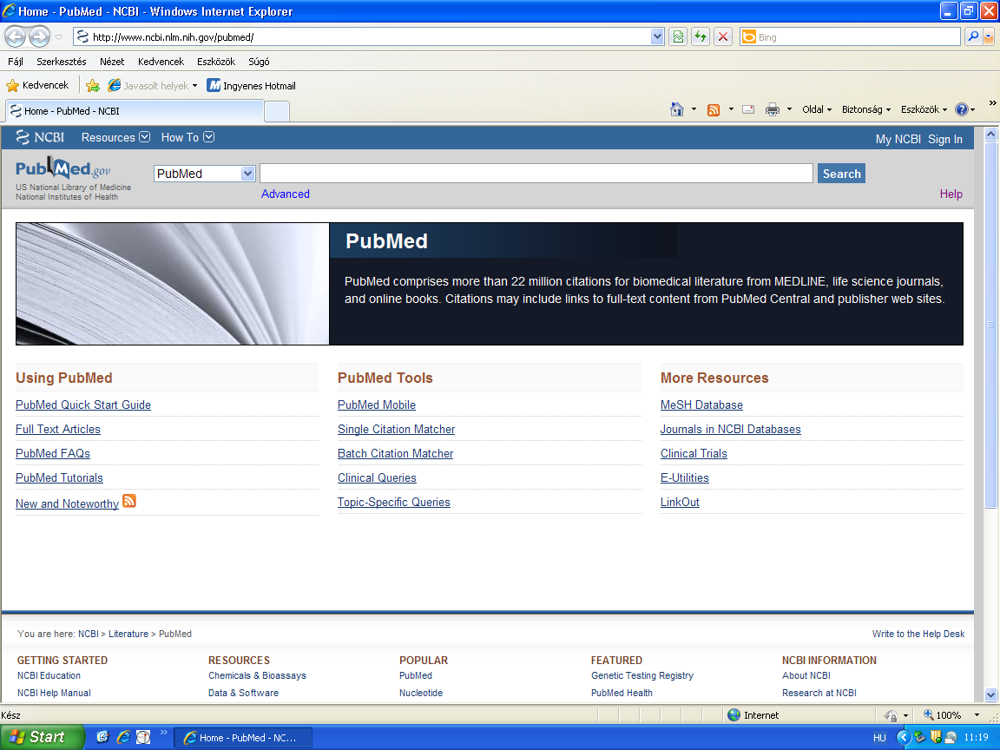 Home - PubMed - NCBI - Windows Internet Explorer
http://www.ncbi.nlm.nih.gov/pubmed/
Bing
Fájl Szerkesztés Nézet Kedvencek Eszközök Súgó
Kedvencek Javasolt helyek Ingyenes Hotmail
Home - PubMed - NCBI
Oldal Biztonság Eszközök
NCBI Resources How To
My NCBI Sign In
PubMed.gov
US National Library of Medicine
National Institutes of Health
PubMed
Search
Advanced
Help
PubMed
PubMed comprises more than 22 million citations for biomedical literature from MEDLINE, life science journals,
and online books. Citations may include links to full-text content from PubMed Central and publisher web sites.
Using PubMed
PubMed Quick Start Guide
Full Text Articles
PubMed FAQs
PubMed Tutorials
New and Noteworthy
PubMed Tools
PubMed Mobile
Single Citation Matcher
Batch Citation Matcher
Clinical Queries
Topic-Specific Queries
More Resources
MeSH Database
Journals in NCBI Databases
Clinical Trials
E-Utilities
LinkOut
You are here: NCBI > Literature > PubMed
Write to the Help Desk
GETTING STARTED
NCBI Education
NCBI Help Manual
RESOURCES
Chemicals & Bioassays
Data & Software
POPULAR
PubMed
Nucleotide
FEATURED
Genetic Testing Registry
PubMed Health
NCBI INFORMATION
About NCBI
Research at NCBI
Kész
Internet
100%
Start
Home - PubMed - NC...
HU
11:19